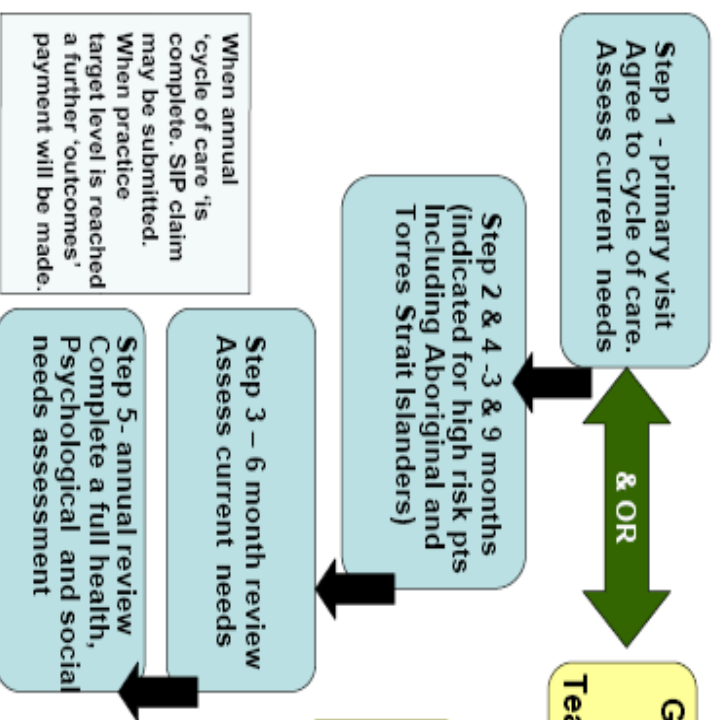 Step 1 - primary visit
Agree to cycle of care.
Assess current needs
& OR
Step 2 & 4 -3 & 9 months
(indicated for high risk pts
Including Aboriginal and
Torres Strait Islanders)
Step 3 – 6 month review
Assess current needs
Step 5- annual review
Complete a full health,
Psychological and social
needs assessment
When annual
‘cycle of care ‘is
complete. SIP claim
may be submitted.
When practice
target level is reached
a further ‘outcomes’
payment will be made.